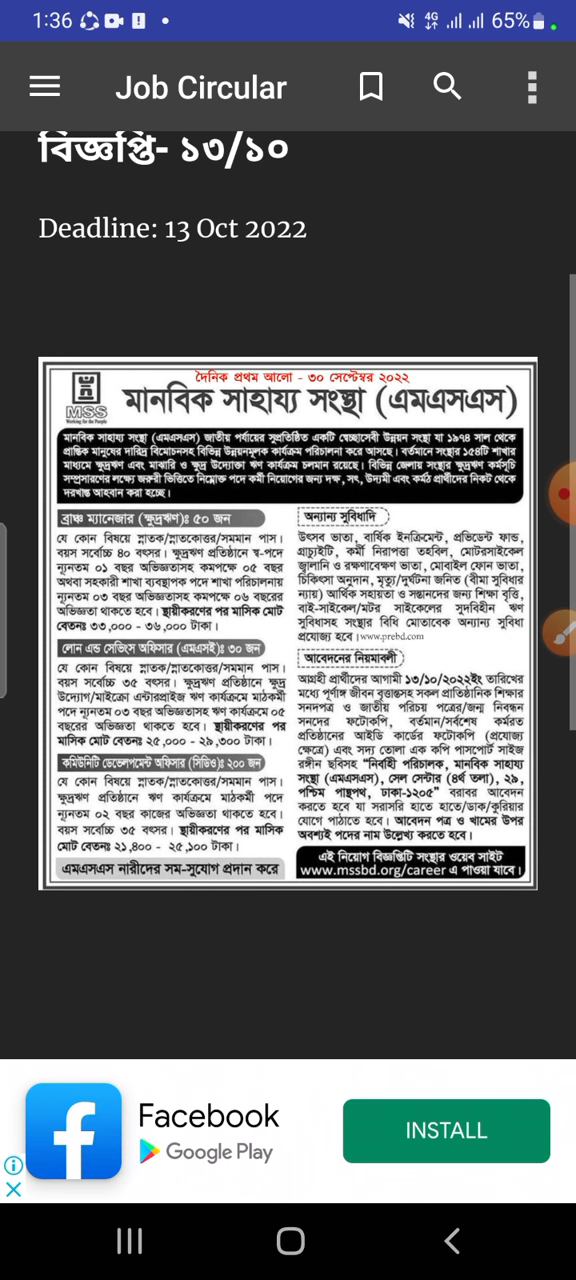 1:36
4G
65%
Job Circular
বিজ্ঞপ্তি- ১৩/১০
Deadline: 13 Oct 2022
দৈনিক প্রথম আলো - ৩০ সেপ্টেম্বর ২০২২
MSS
Working for the People
মানবিক সাহায্য সংস্থা (এমএসএস)
মানবিক সাহায্য সংস্থা (এমএসএস) জাতীয় পর্যায়ের সুপ্রতিষ্ঠিত একটি স্বেচ্ছাসেবী উন্নয়ন সংস্থা যা ১৯৭৪ সাল থেকে
প্রান্তিক মানুষের দারিদ্র বিমোচনসহ বিভিন্ন উন্নয়নমূলক কার্যক্রম পরিচালনা করে আসছে। বর্তমানে সংস্থার ১৫৪টি শাখার
মাধ্যমে ক্ষুদ্রঋণ এবং মাঝারি ও ক্ষুদ্র উদ্যোক্তা ঋণ কার্যক্রম চলমান রয়েছে। বিভিন্ন জেলায় সংস্থার ক্ষুদ্রঋণ কর্মসূচি
সম্প্রসারণের লক্ষ্যে জরুরী ভিত্তিতে নিম্নোক্ত পদে কর্মী নিয়োগের জন্য দক্ষ, সৎ, উদ্যমী এবং কর্মঠ প্রার্থীদের নিকট থেকে
দরখাস্ত আহবান করা হচ্ছে।
ব্রাঞ্চ ম্যানেজার (ক্ষুদ্রঋণ): ৫০ জন
যে কোন বিষয়ে স্নাতক/স্নাতকোত্তর/সমমান পাস।
বয়স সর্বোচ্চ ৪০ বৎসর। ক্ষুদ্রঋণ প্রতিষ্ঠানে স্ব-পদে
ন্যূনতম ০১ বছর অভিজ্ঞতাসহ কমপক্ষে ০৫ বছর
অথবা সহকারী শাখা ব্যবস্থাপক পদে শাখা পরিচালনায়
ন্যূনতম ০৩ বছর অভিজ্ঞতাসহ কমপক্ষে ০৬ বছরের
অভিজ্ঞতা থাকতে হবে। স্থায়ীকরণের পর মাসিক মোট
বেতনঃ ৩৩,০০০ - ৩৬,০০০ টাকা।
লোন এন্ড সেভিংস অফিসার (এমএসই): ৩০ জন
যে কোন বিষয়ে স্নাতক/স্নাতকোত্তর/সমমান পাস।
বয়স সর্বোচ্চ ৩৫ বৎসর। ক্ষুদ্রঋণ প্রতিষ্ঠানে ক্ষুদ্র
উদ্যোগ/মাইক্রো এন্টারপ্রাইজ ঋণ কার্যক্রমে মাঠকর্মী
পদে ন্যূনতম ০৩ বছর অভিজ্ঞতাসহ ঋণ কার্যক্রমে ০৫
বছরের অভিজ্ঞতা থাকতে হবে। স্থায়ীকরণের পর
মাসিক মোট বেতনঃ ২৫,০০০ - ২৯,৩০০ টাকা।
কমিউনিটি ডেভেলপমেন্ট অফিসার (সিডিও): ২০০ জন
যে কোন বিষয়ে স্নাতক/স্নাতকোত্তর/সমমান পাস।
ক্ষুদ্রঋণ প্রতিষ্ঠানে ঋণ কার্যক্রমে মাঠকর্মী পদে
ন্যূনতম ০২ বছর কাজের অভিজ্ঞতা থাকতে হবে।
বয়স সর্বোচ্চ ৩৫ বৎসর। স্থায়ীকরণের পর মাসিক
মোট বেতনঃ ২১,৪০০ - ২৫,১০০ টাকা।
এমএসএস নারীদের সম-সুযোগ প্রদান করে
অন্যান্য সুবিধাদি
উৎসব ভাতা, বার্ষিক ইনক্রিমেন্ট, প্রভিডেন্ট ফান্ড,
গ্র্যাচুইটি, কর্মী নিরাপত্তা তহবিল, মোটরসাইকেল
জ্বালানি ও রক্ষণাবেক্ষণ ভাতা, মোবাইল ফোন ভাতা,
চিকিৎসা অনুদান, মৃত্যু/দুর্ঘটনা জনিত (বীমা সুবিধার
ন্যায়) আর্থিক সহায়তা ও সন্তানদের জন্য শিক্ষা বৃত্তি,
বাই-সাইকেল/মটর সাইকেলের সুদবিহীন ঋণ
সুবিধাসহ সংস্থার বিধি মোতাবেক অন্যান্য সুবিধা
প্রযোজ্য হবে। www.prebd.com
আবেদনের নিয়মাবলী
আগ্রহী প্রার্থীদের আগামী ১৩/১০/২০২২ইং তারিখের
মধ্যে পূর্ণাঙ্গ জীবন বৃত্তান্তসহ সকল প্রাতিষ্ঠানিক শিক্ষার
সনদপত্র ও জাতীয় পরিচয় পত্রের/জন্ম নিবন্ধন
সনদের ফটোকপি, বর্তমান/সর্বশেষ কর্মরত
প্রতিষ্ঠানের আইডি কার্ডের ফটোকপি (প্রযোজ্য
ক্ষেত্রে) এবং সদ্য তোলা এক কপি পাসপোর্ট সাইজ
রঙ্গীন ছবিসহ "নির্বাহী পরিচালক, মানবিক সাহায্য
সংস্থা (এমএসএস), সেল সেন্টার (৪র্থ তলা), ২৯,
পশ্চিম পান্থপথ, ঢাকা-১২০৫" বরাবর আবেদন
করতে হবে যা সরাসরি হাতে হাতে/ডাক/কুরিয়ার
যোগে পাঠাতে হবে। আবেদন পত্র ও খামের উপর
অবশ্যই পদের নাম উল্লেখ্য করতে হবে।
এই নিয়োগ বিজ্ঞপ্তিটি সংস্থার ওয়েব সাইট
www.mssbd.org/career এ পাওয়া যাবে।
Facebook
Google Play
INSTALL